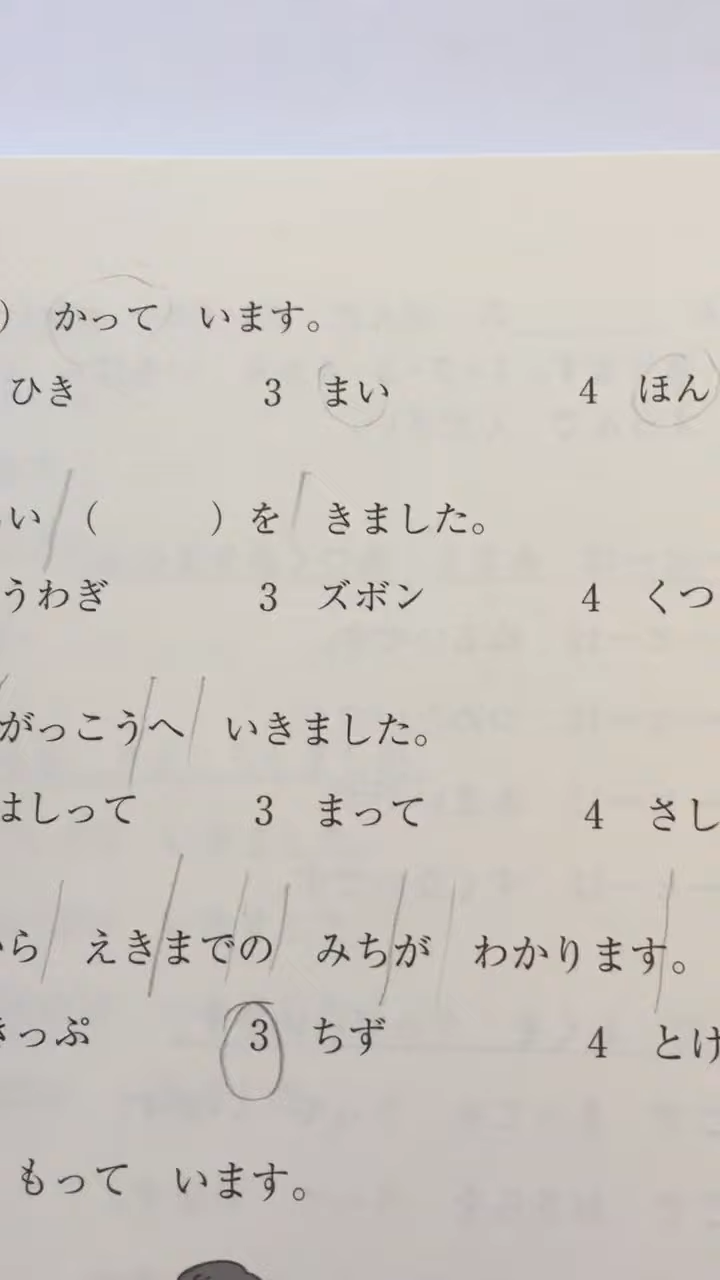 ） かって います。
ひき 3 まい 4 ほん
い （ ）を きました。
うわぎ 3 ズボン 4 くつ
がっこうへ いきました。
はしって 3 まって 4 さし
ら えきまでの みちが わかります。
きっぷ 3 ちず 4 とけ
もって います。